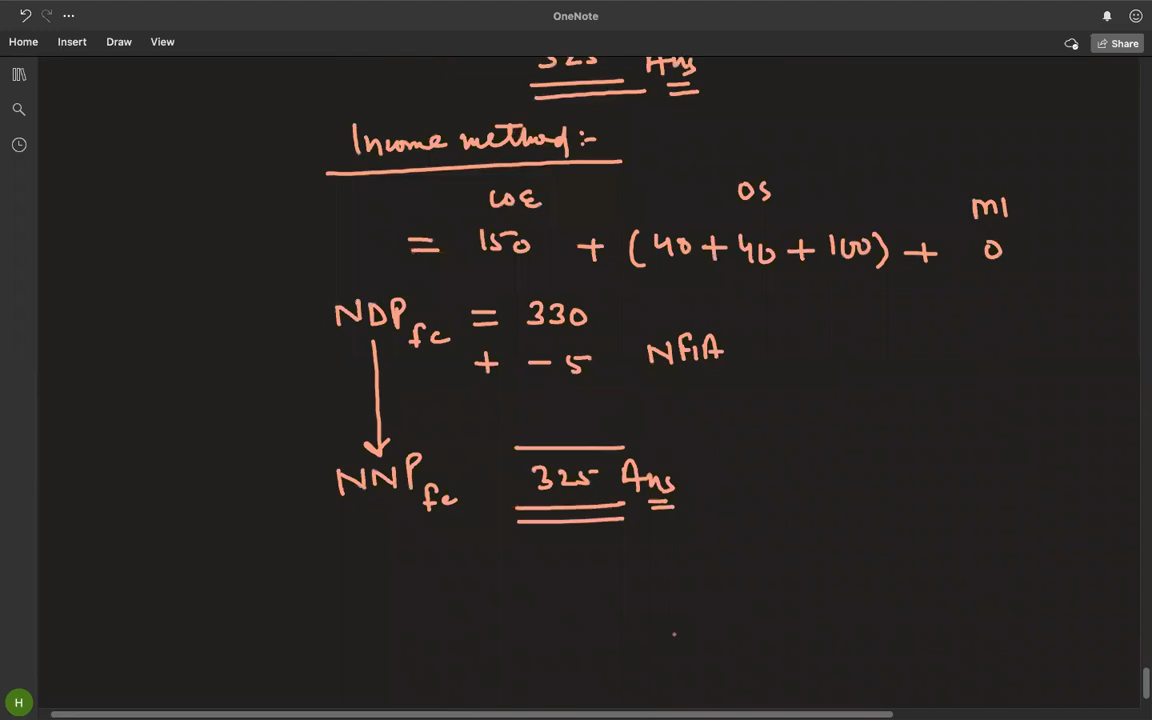 OneNote
Home Insert Draw View
Share
325 Ans
Income method :-
COE OS MI
= 150 + (40 + 40 + 100) + 0
NDPfc = 330
+ - 5 NFIA
NNPfc 325 Ans
H